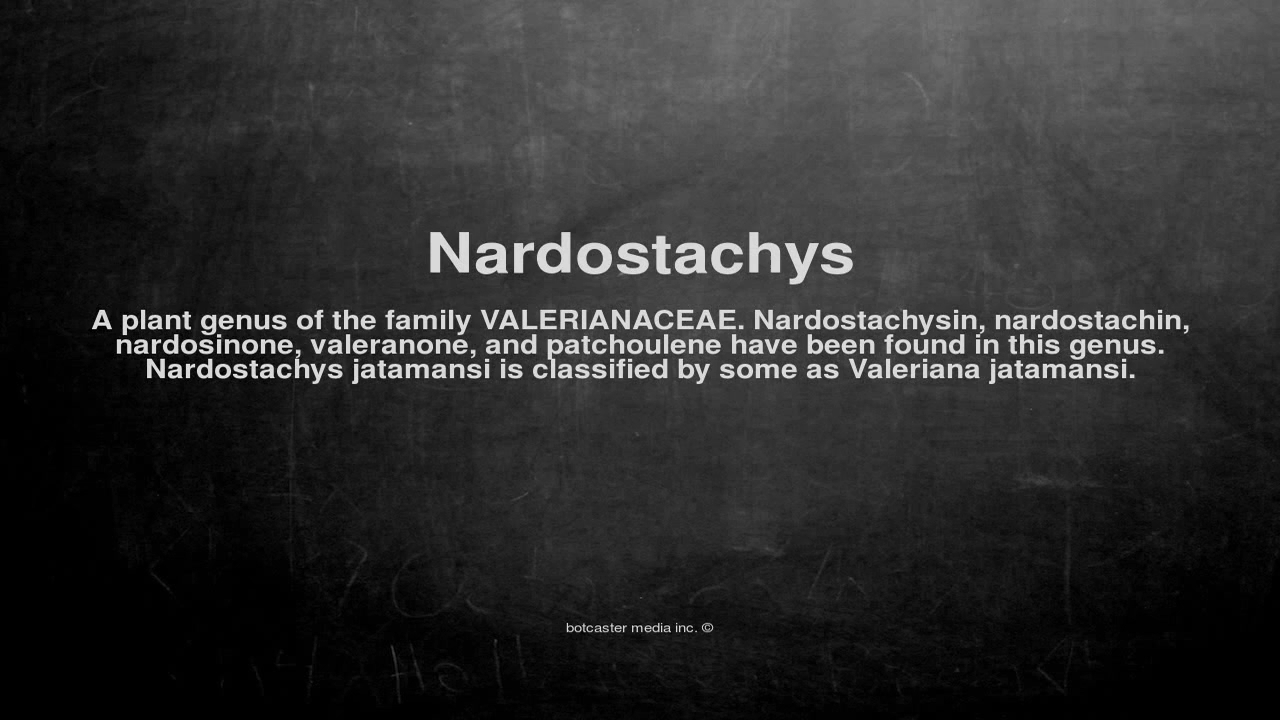 Nardostachys
A plant genus of the family VALERIANACEAE. Nardostachysin, nardostachin,
nardosinone, valeranone, and patchoulene have been found in this genus.
Nardostachys jatamansi is classified by some as Valeriana jatamansi.
botcaster media inc. ©